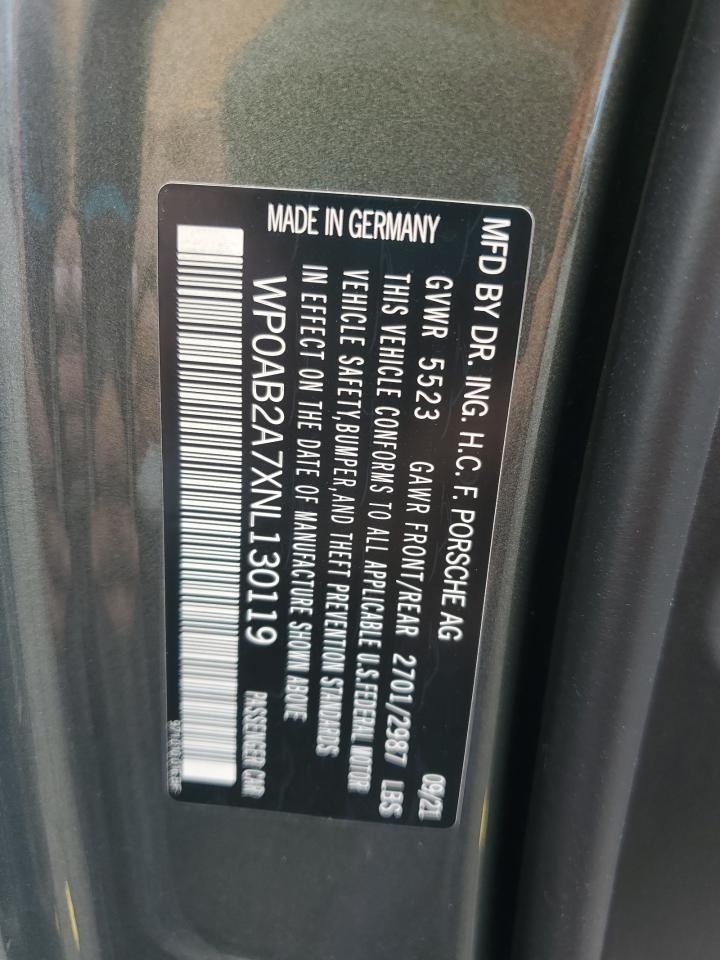 MFD BY DR. ING. H.C. F. PORSCHE AG
09/21
GVWR 5523 GAWR FRONT/REAR 2701/2987 LBS
THIS VEHICLE CONFORMS TO ALL APPLICABLE U.S.FEDERAL MOTOR
VEHICLE SAFETY,BUMPER,AND THEFT PREVENTION STANDARDS
IN EFFECT ON THE DATE OF MANUFACTURE SHOWN ABOVE
MADE IN GERMANY
WP0AB2A7XNL130119
PASSENGER CAR